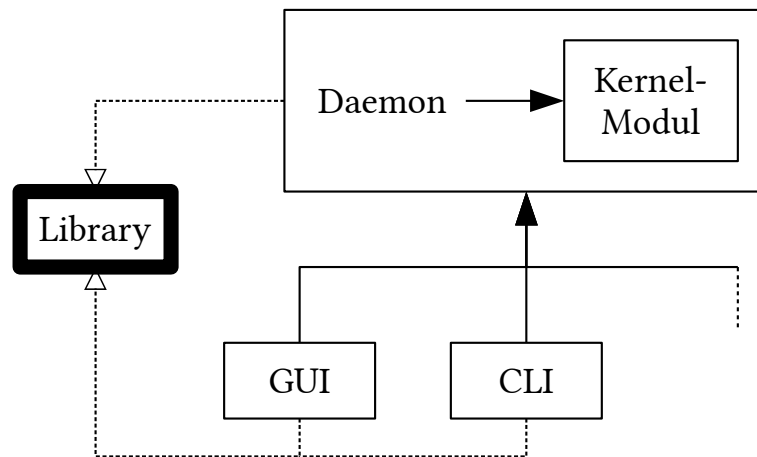 Daemon
Kernel-
Modul
Library
GUI
CLI